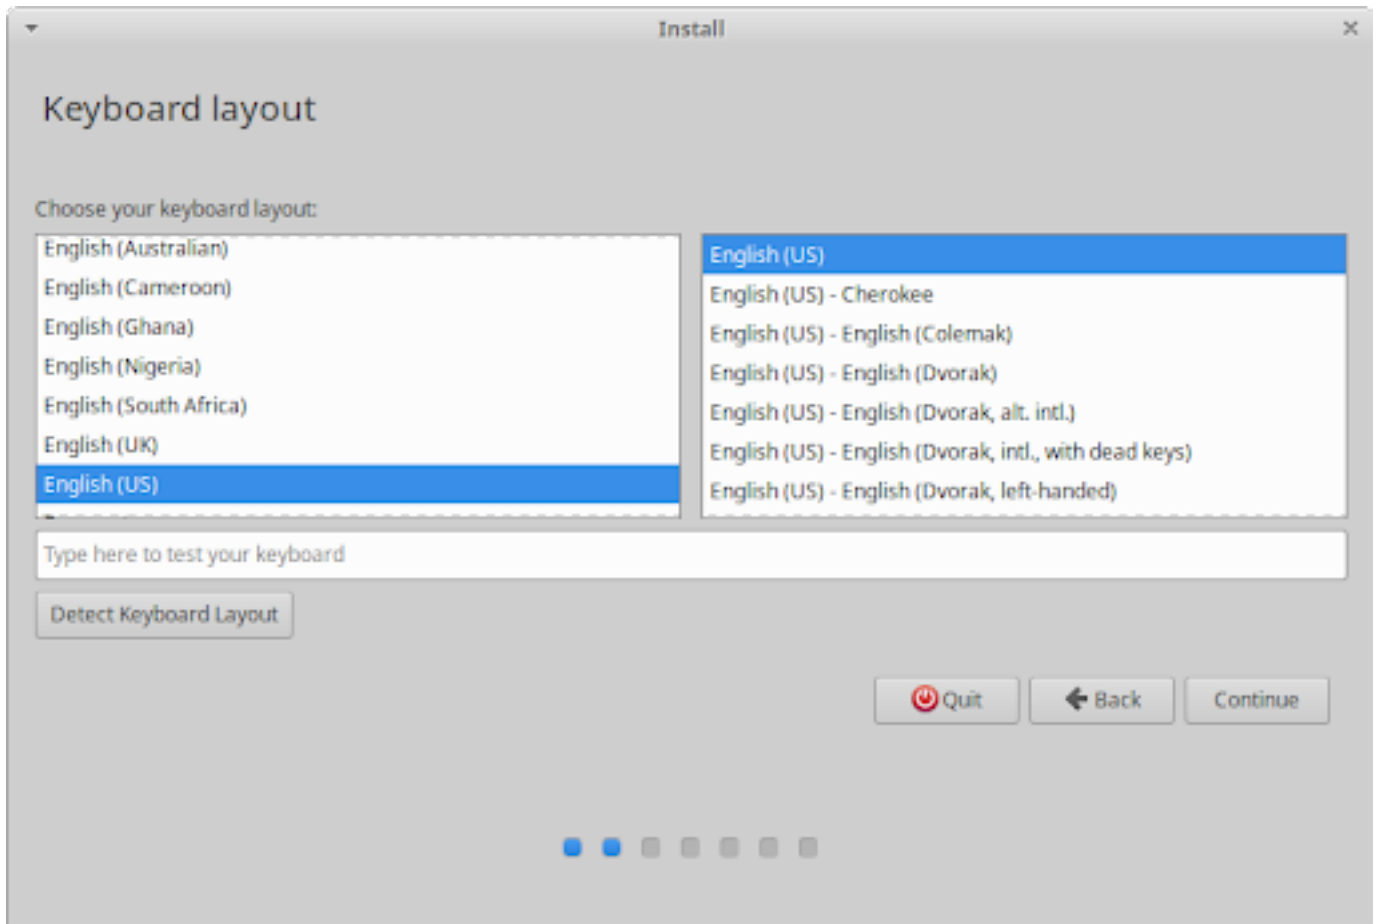 Install
Keyboard layout
Choose your keyboard layout:
English (Australian)
English (Cameroon)
English (Ghana)
English (Nigeria)
English (South Africa)
English (UK)
English (US)
English (US)
English (US) - Cherokee
English (US) - English (Colemak)
English (US) - English (Dvorak)
English (US) - English (Dvorak, alt. intl.)
English (US) - English (Dvorak, intl., with dead keys)
English (US) - English (Dvorak, left-handed)
Type here to test your keyboard
Detect Keyboard Layout
Quit
Back
Continue